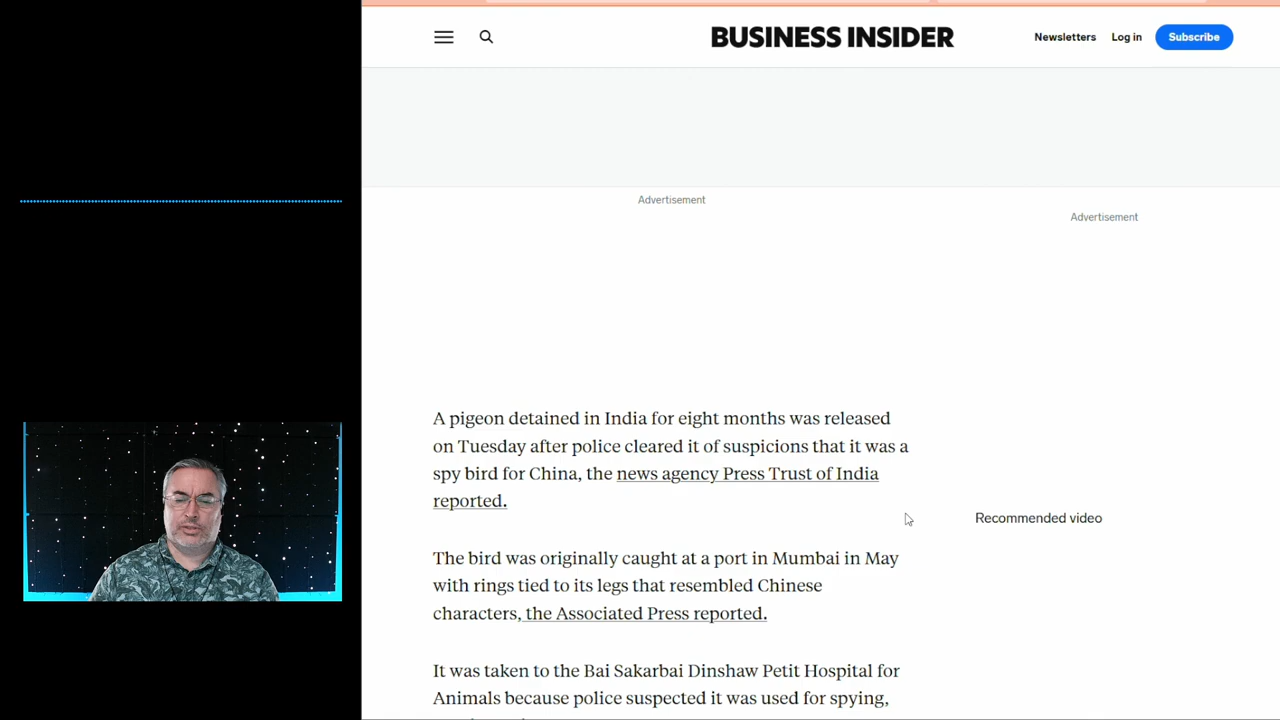 BUSINESS INSIDER
Newsletters
Log in
Subscribe
Advertisement
Advertisement
A pigeon detained in India for eight months was released
on Tuesday after police cleared it of suspicions that it was a
spy bird for China, the news agency Press Trust of India
reported.
Recommended video
The bird was originally caught at a port in Mumbai in May
with rings tied to its legs that resembled Chinese
characters, the Associated Press reported.
It was taken to the Bai Sakarbai Dinshaw Petit Hospital for
Animals because police suspected it was used for spying,